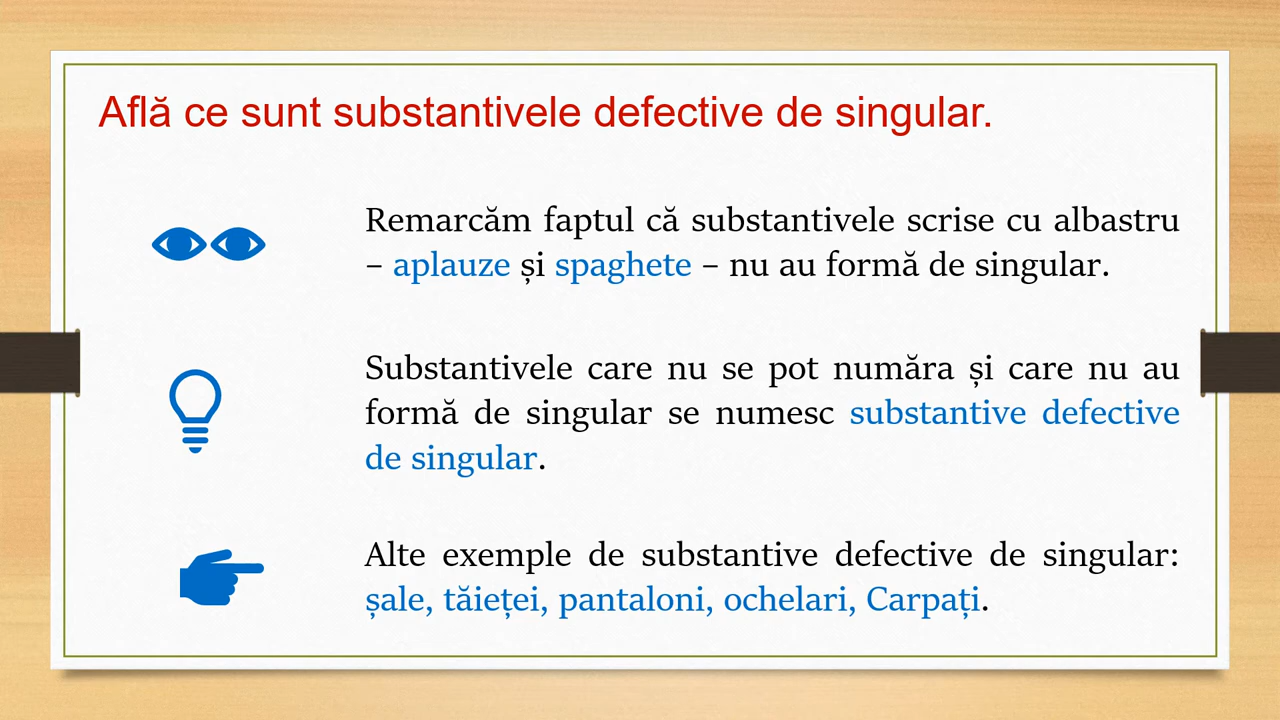 Află ce sunt substantivele defective de singular.
Remarcăm faptul că substantivele scrise cu albastru
– aplauze și spaghete – nu au formă de singular.
Substantivele care nu se pot număra și care nu au
formă de singular se numesc substantive defective
de singular.
Alte exemple de substantive defective de singular:
șale, tăieței, pantaloni, ochelari, Carpați.